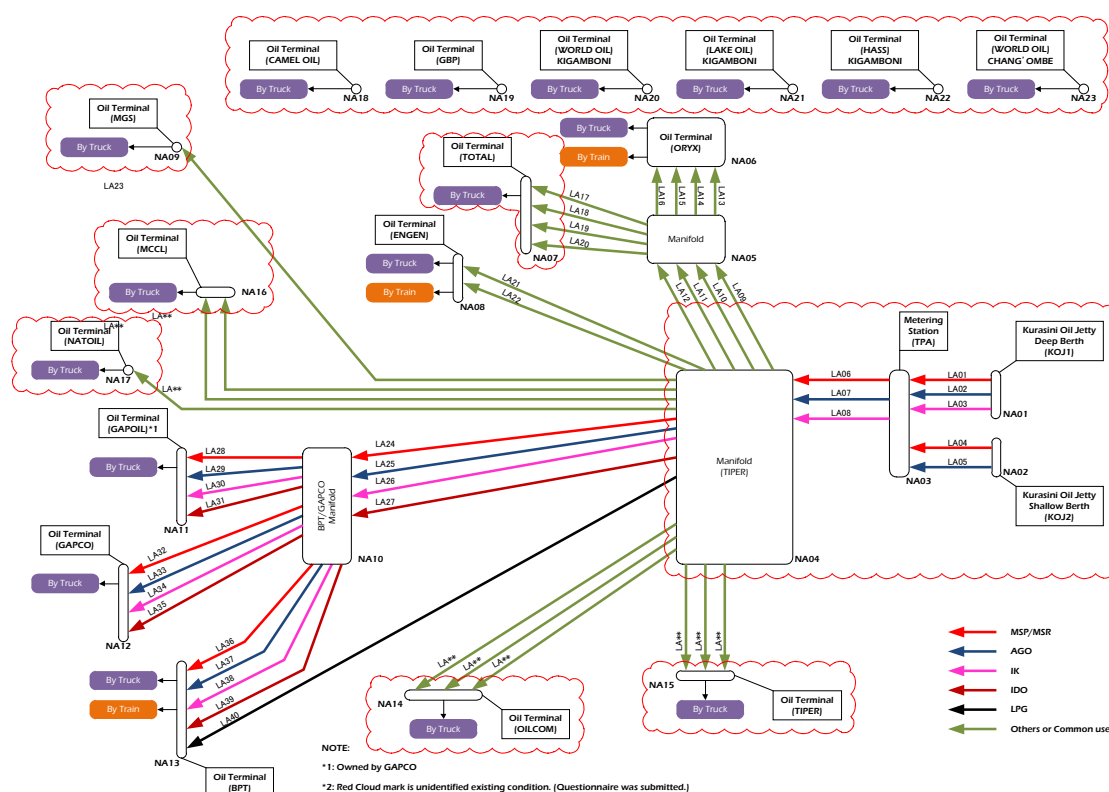 Oil Terminal
(CAMEL OIL)
By Truck
NA18
Oil Terminal
(GBP)
By Truck
NA19
Oil Terminal
(WORLD OIL)
KIGAMBONI
By Truck
NA20
Oil Terminal
(LAKE OIL)
KIGAMBONI
By Truck
NA21
Oil Terminal
(HASS)
KIGAMBONI
By Truck
NA22
Oil Terminal
(WORLD OIL)
CHANG' OMBE
By Truck
NA23
Oil Terminal
(MGS)
By Truck
NA09
LA23
Oil Terminal
(TOTAL)
By Truck
NA07
By Truck
By Train
Oil Terminal
(ORYX)
NA06
LA16
LA15
LA14
LA13
LA17
LA18
LA19
LA20
Manifold
NA05
LA12
LA11
LA10
LA09
Oil Terminal
(ENGEN)
By Truck
By Train
NA08
LA21
LA22
Oil Terminal
(MCCL)
By Truck
NA16
LA**
LA**
Oil Terminal
(NATOIL)
By Truck
NA17
LA**
Metering
Station
(TPA)
Kurasini Oil Jetty
Deep Berth
(KOJ1)
LA06
LA07
LA08
LA01
LA02
LA03
NA01
LA04
LA05
NA02
NA03
Kurasini Oil Jetty
Shallow Berth
(KOJ2)
Manifold
(TIPER)
NA04
Oil Terminal
(GAPOIL)*1
By Truck
NA11
LA28
LA29
LA30
LA31
BPT/GAPCO
Manifold
NA10
LA24
LA25
LA26
LA27
Oil Terminal
(GAPCO)
By Truck
NA12
LA32
LA33
LA34
LA35
By Truck
By Train
NA13
LA36
LA37
LA38
LA39
LA40
Oil Terminal
(BPT)
LA**
LA**
LA**
NA14
By Truck
Oil Terminal
(OILCOM)
LA**
LA**
LA**
NA15
By Truck
Oil Terminal
(TIPER)
MSP/MSR
AGO
IK
IDO
LPG
Others or Common use
NOTE:
*1: Owned by GAPCO
*2: Red Cloud mark is unidentified existing condition. (Questionnaire was submitted.)